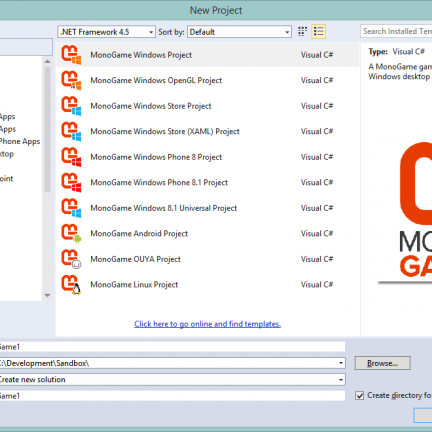 New Project
.NET Framework 4.5 Sort by: Default Search Installed Tem
MonoGame Windows Project Visual C#
MonoGame Windows OpenGL Project Visual C#
MonoGame Windows Store Project Visual C#
MonoGame Windows Store (XAML) Project Visual C#
MonoGame Windows Phone 8 Project Visual C#
MonoGame Windows Phone 8.1 Project Visual C#
MonoGame Windows 8.1 Universal Project Visual C#
MonoGame Android Project Visual C#
MonoGame OUYA Project Visual C#
MonoGame Linux Project Visual C#
Click here to go online and find templates.
Apps
Apps
Phone Apps
ktop
oint
Type: Visual C#
A MonoGame gam
Windows desktop
MO
GA
Game1
C:\Development\Sandbox\ Browse...
Create new solution
Game1 Create directory fo